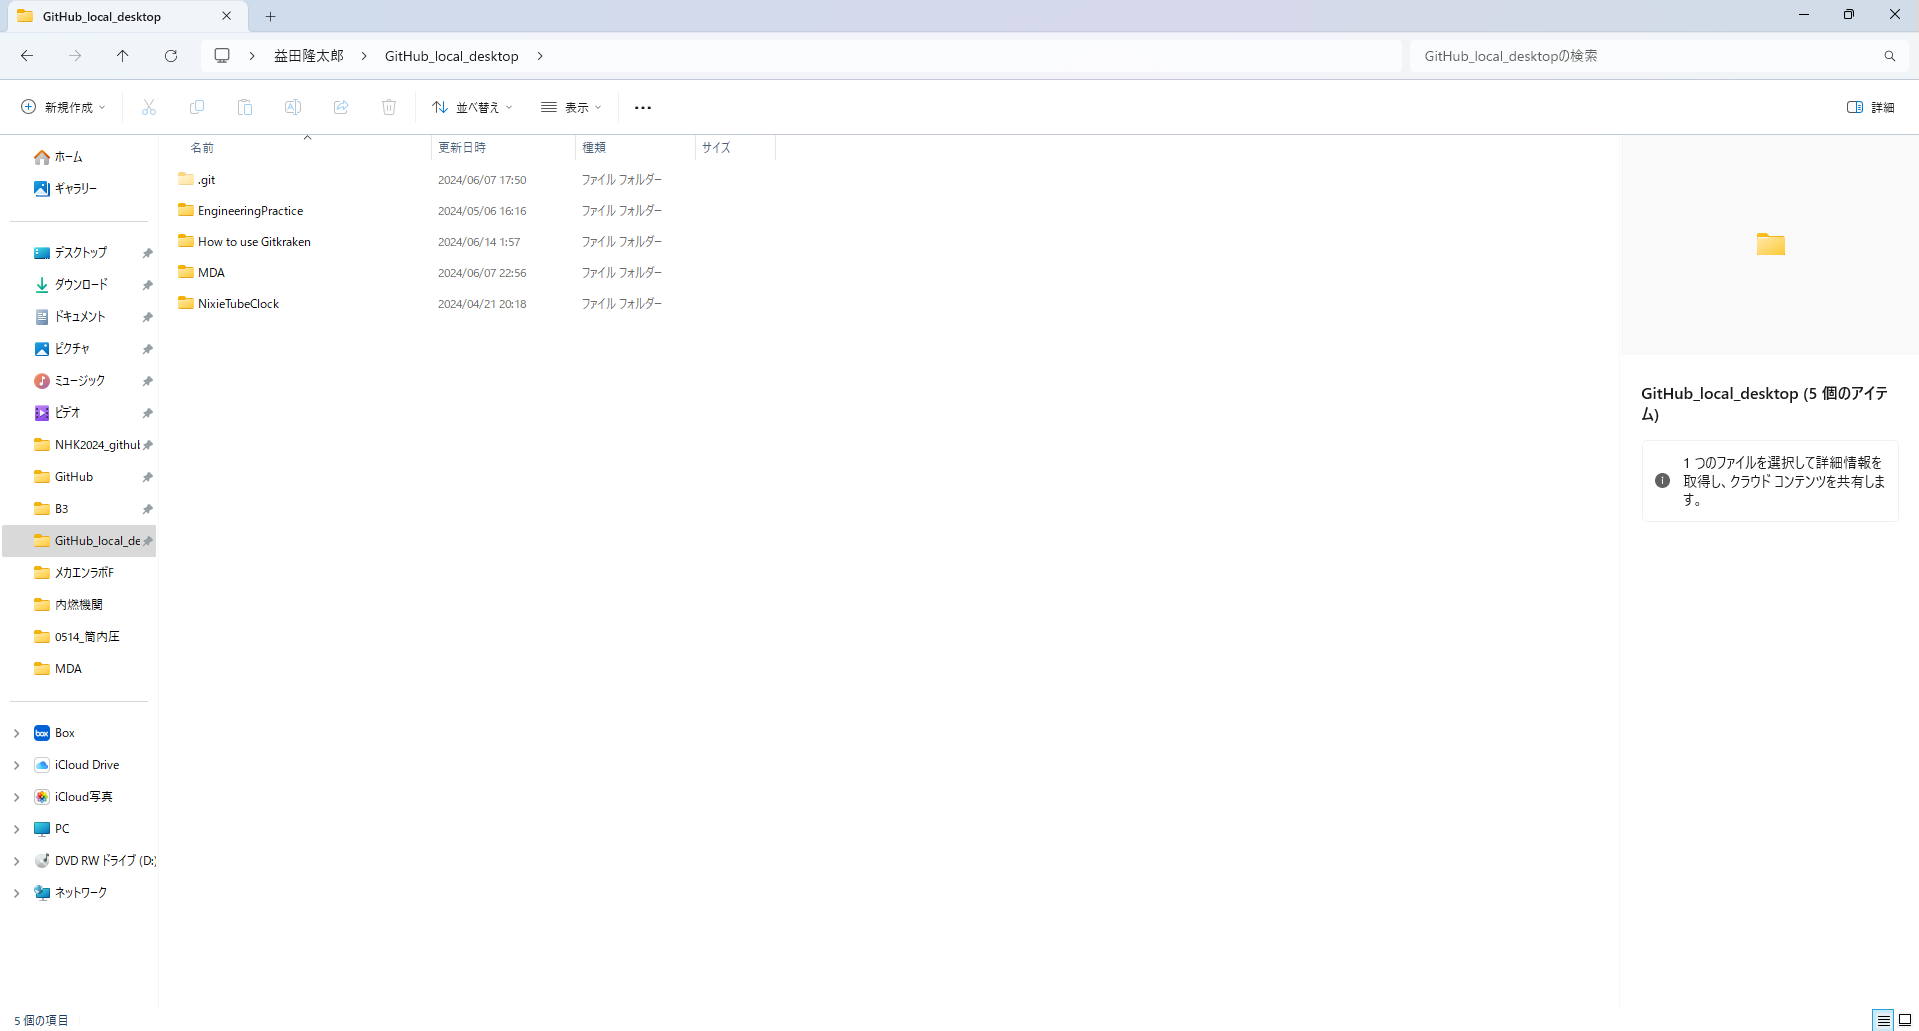 GitHub_local_desktop
益田隆太郎 GitHub_local_desktop
GitHub_local_desktopの検索
新規作成
並べ替え
表示
詳細
名前 更新日時 種類 サイズ
.git 2024/06/07 17:50 ファイル フォルダー
EngineeringPractice 2024/05/06 16:16 ファイル フォルダー
How to use Gitkraken 2024/06/14 1:57 ファイル フォルダー
MDA 2024/06/07 22:56 ファイル フォルダー
NixieTubeClock 2024/04/21 20:18 ファイル フォルダー
ホーム
ギャラリー
デスクトップ
ダウンロード
ドキュメント
ピクチャ
ミュージック
ビデオ
NHK2024_github
GitHub
B3
GitHub_local_de
メカエンラボF
内燃機関
0514_筒内圧
MDA
box Box
iCloud Drive
iCloud写真
PC
DVD RW ドライブ (D:)
ネットワーク
GitHub_local_desktop (5 個のアイテ
ム)
1 つのファイルを選択して詳細情報を
取得し、クラウド コンテンツを共有しま
す。
5 個の項目